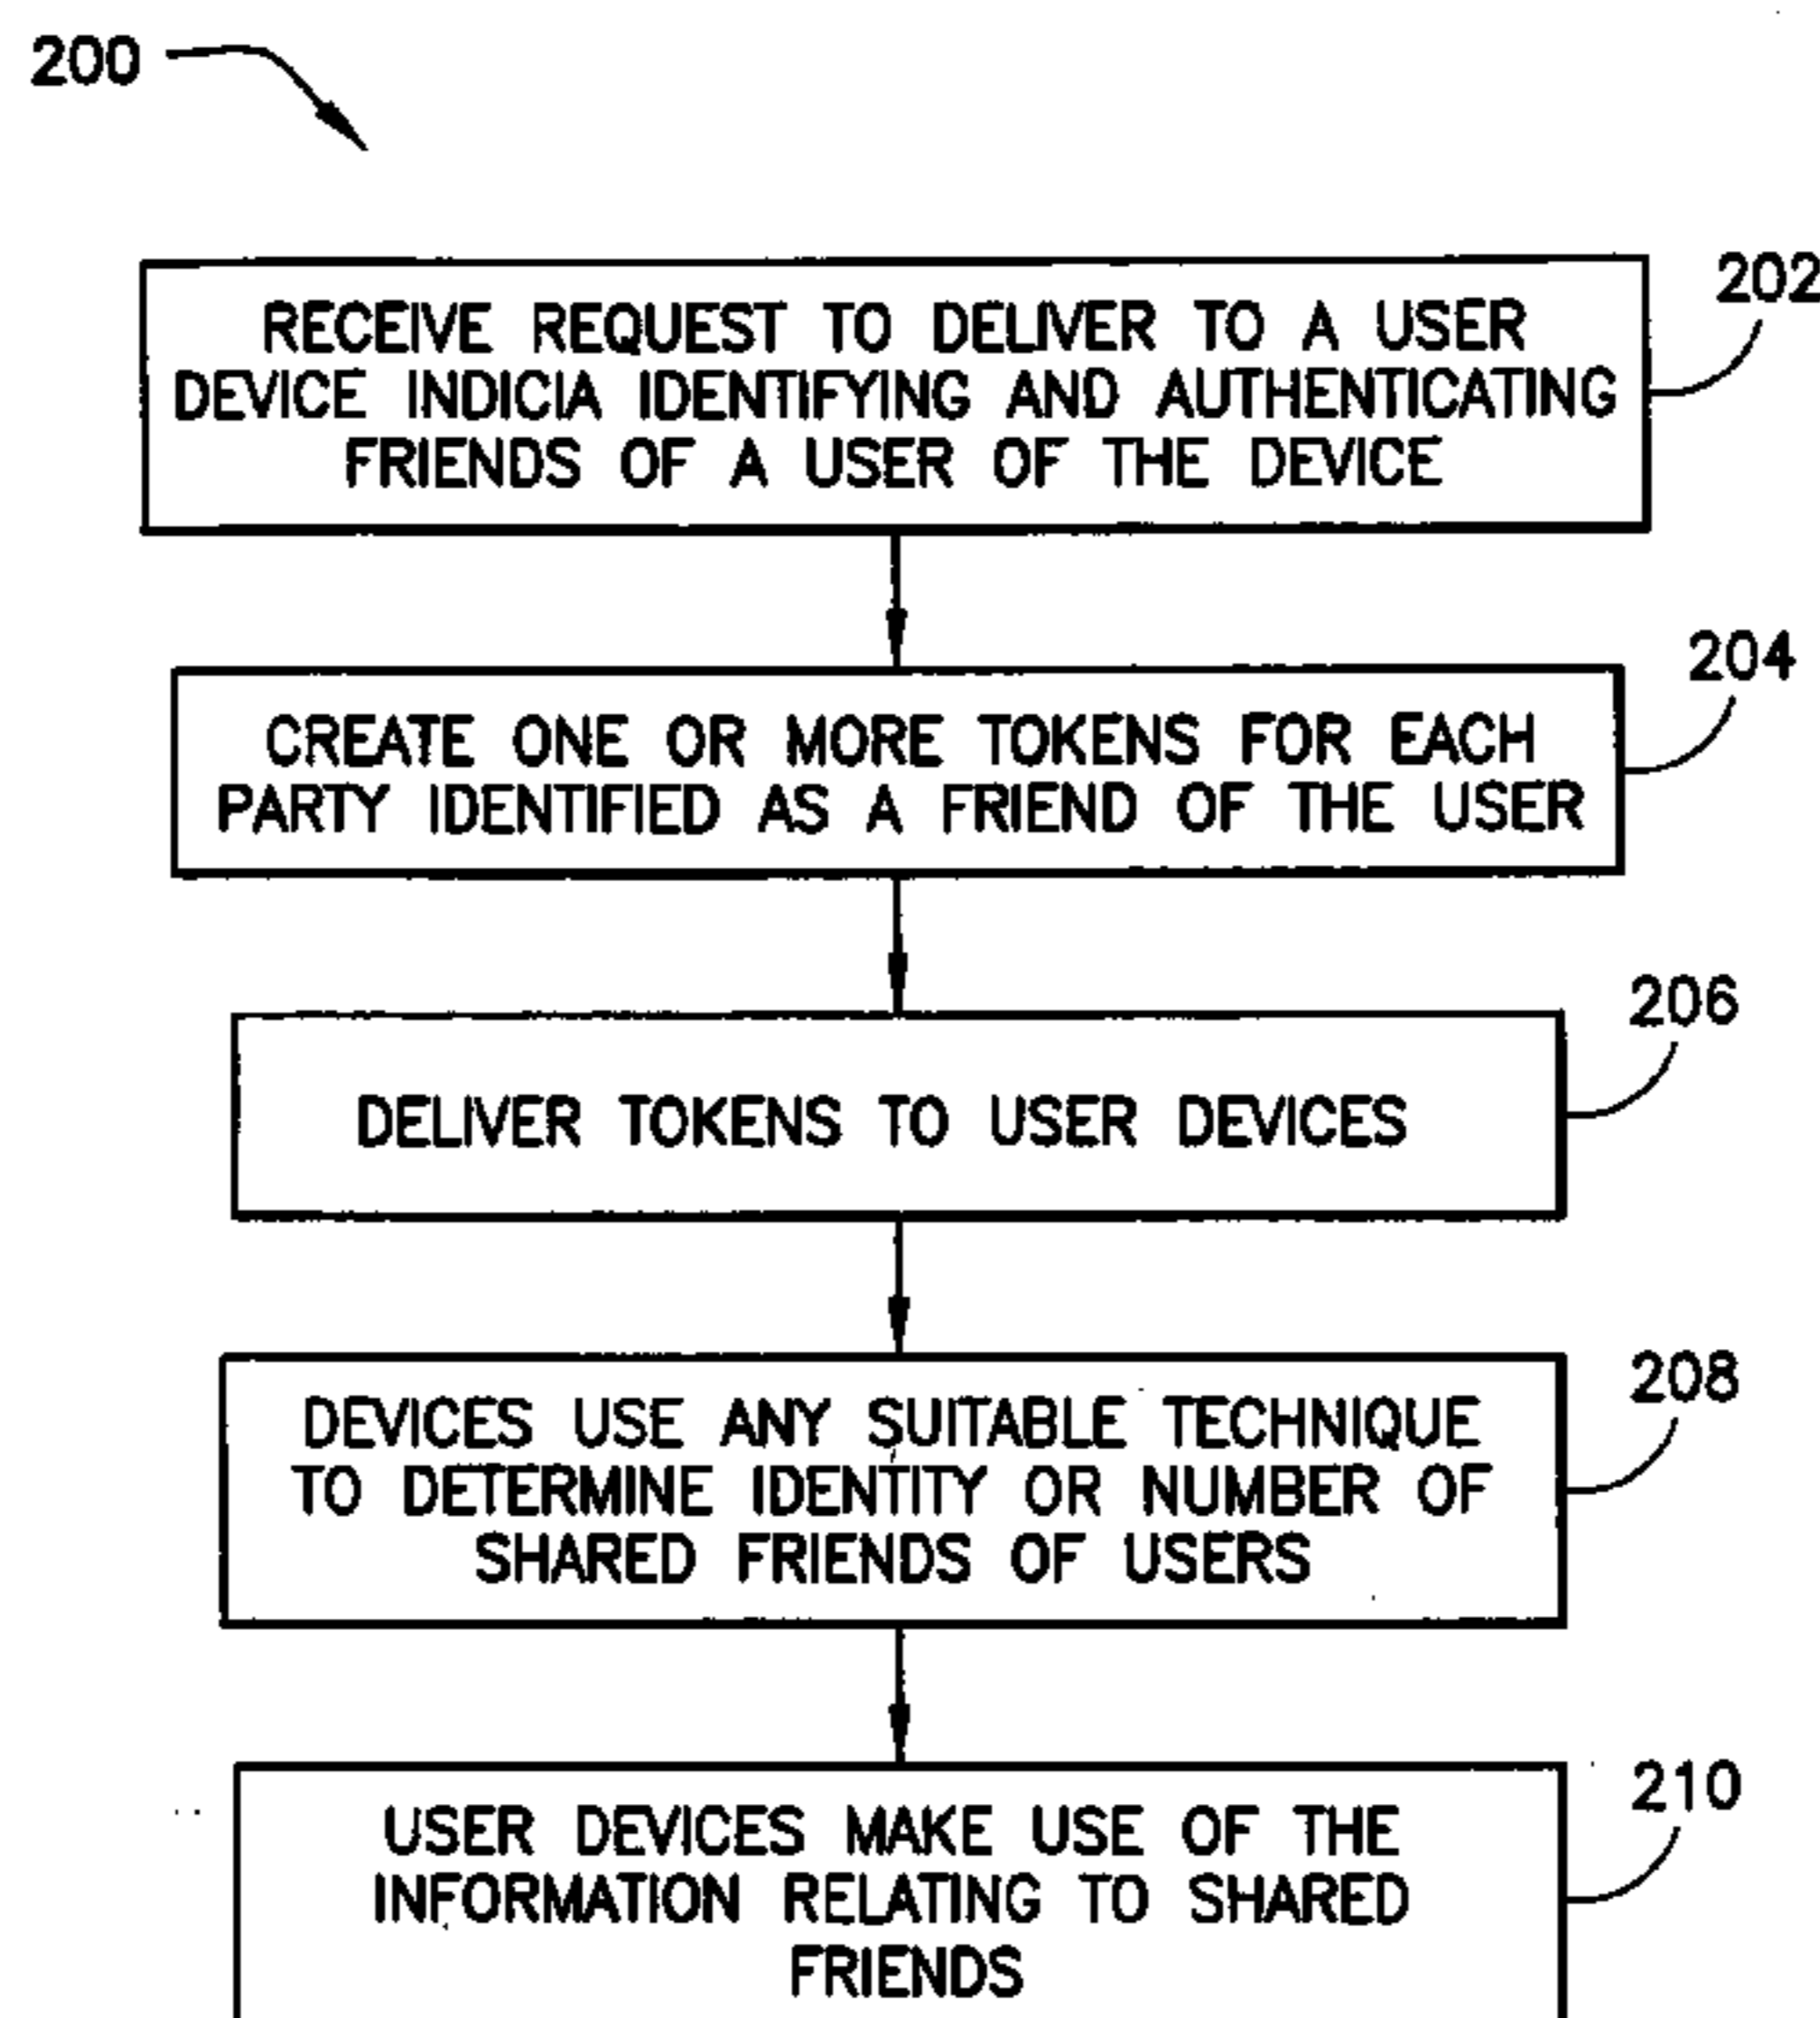 200
202
RECEIVE REQUEST TO DELIVER TO A USER
DEVICE INDICIA IDENTIFYING AND AUTHENTICATING
FRIENDS OF A USER OF THE DEVICE
204
CREATE ONE OR MORE TOKENS FOR EACH
PARTY IDENTIFIED AS A FRIEND OF THE USER
206
DELIVER TOKENS TO USER DEVICES
208
DEVICES USE ANY SUITABLE TECHNIQUE
TO DETERMINE IDENTITY OR NUMBER OF
SHARED FRIENDS OF USERS
210
USER DEVICES MAKE USE OF THE
INFORMATION RELATING TO SHARED
FRIENDS